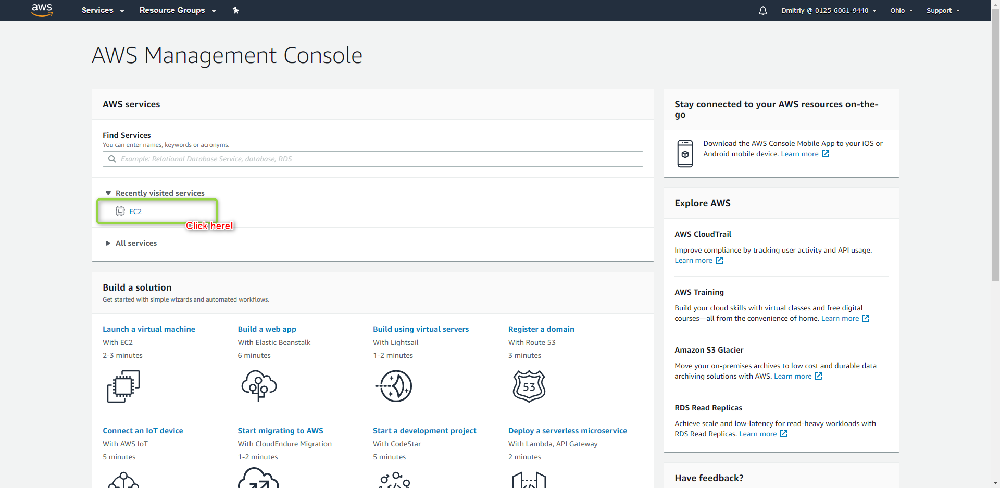 aws
Services
Resource Groups
Dmitriy @ 0125-6061-9440
Ohio
Support
AWS Management Console
AWS services
Find Services
You can enter names, keywords or acronyms.
Example: Relational Database Service, database, RDS
Recently visited services
EC2
Click here!
All services
Build a solution
Get started with simple wizards and automated workflows.
Launch a virtual machine
With EC2
2-3 minutes
Build a web app
With Elastic Beanstalk
6 minutes
Build using virtual servers
With Lightsail
1-2 minutes
Register a domain
With Route 53
3 minutes
53
Connect an IoT device
With AWS IoT
5 minutes
Start migrating to AWS
With CloudEndure Migration
1-2 minutes
Start a development project
With CodeStar
5 minutes
Deploy a serverless microservice
With Lambda, API Gateway
2 minutes
Stay connected to your AWS resources on-the-
go
Download the AWS Console Mobile App to your iOS or
Android mobile device. Learn more
Explore AWS
AWS CloudTrail
Improve compliance by tracking user activity and API usage.
Learn more
AWS Training
Build your cloud skills with virtual classes and free digital
courses—all from the convenience of home. Learn more
Amazon S3 Glacier
Move your on-premises archives to low cost and durable data
archiving solutions with AWS. Learn more
RDS Read Replicas
Achieve scale and low-latency for read-heavy workloads with
RDS Read Replicas. Learn more
Have feedback?